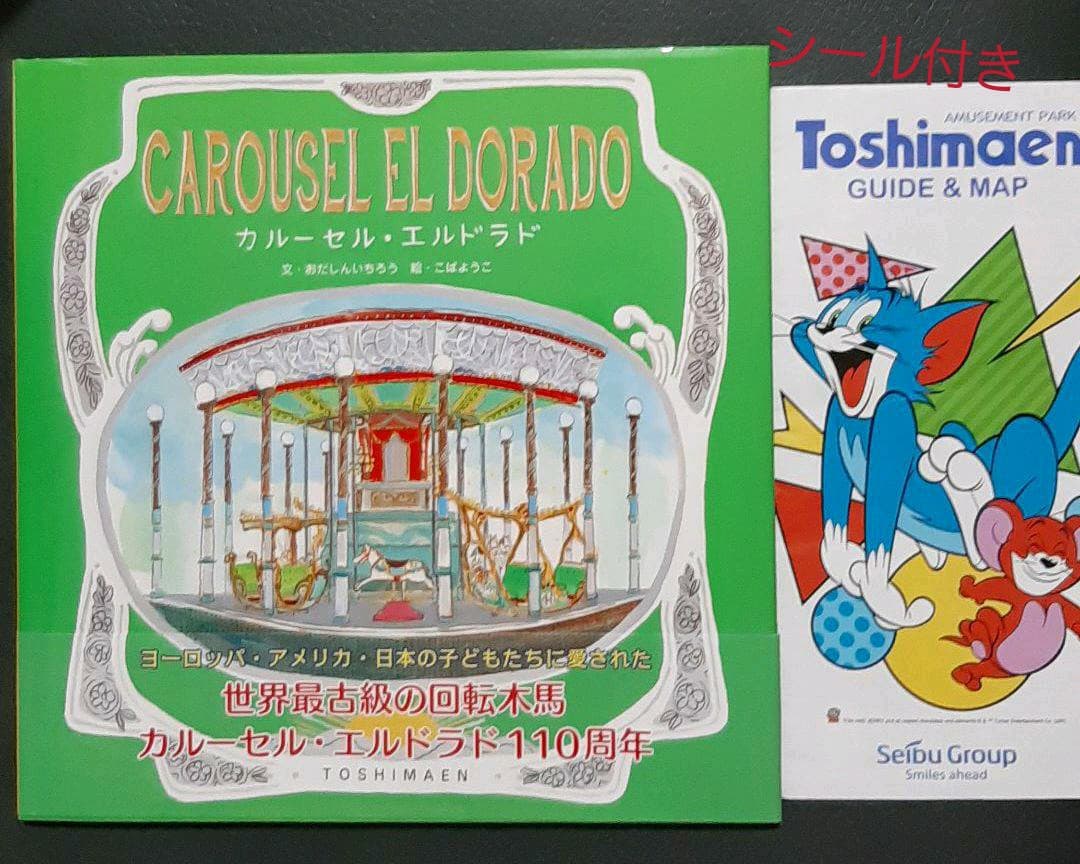 シール付き
CAROUSEL EL DORADO
カルーセル・エルドラド
文・おだしんいちろう 絵・こばようこ
ヨーロッパ・アメリカ・日本の子どもたちに愛された
世界最古級の回転木馬
カルーセル・エルドラド110周年
TOSHIMAEN
AMUSEMENT PARK
Toshimaen
GUIDE & MAP
Seibu Group
Smiles ahead